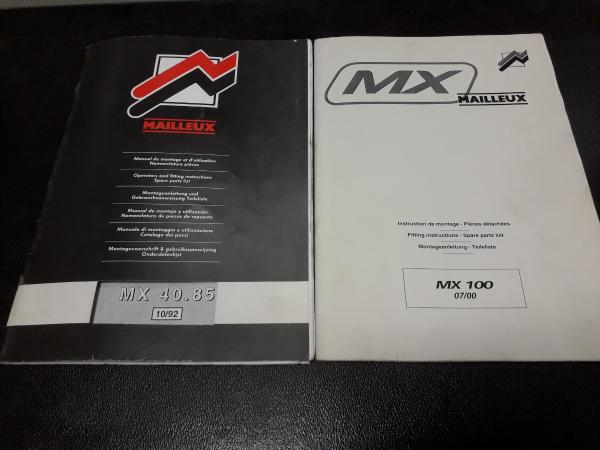 MAILLEUX
Manuel de montage et d'utilisation
Nomenclature pièces
Operators and fitting instructions
Spare parts list
Montageanleitung und
Gebrauchsanweisung Teileliste
Manual de montaje y utilización
Nomenclatura de piezas de repuesto
Manuale di montaggio e utilizzazione
Catalogo dei pezzi
Montagevoorschrift & gebruiksaanwijzing
Onderdelenlijst
MX 40.85
10/92
MX
MAILLEUX
Instruction de montage - Pièces détachées
Fitting instructions - Spare parts list
Montageanleitung - Teileliste
MX 100
07/00